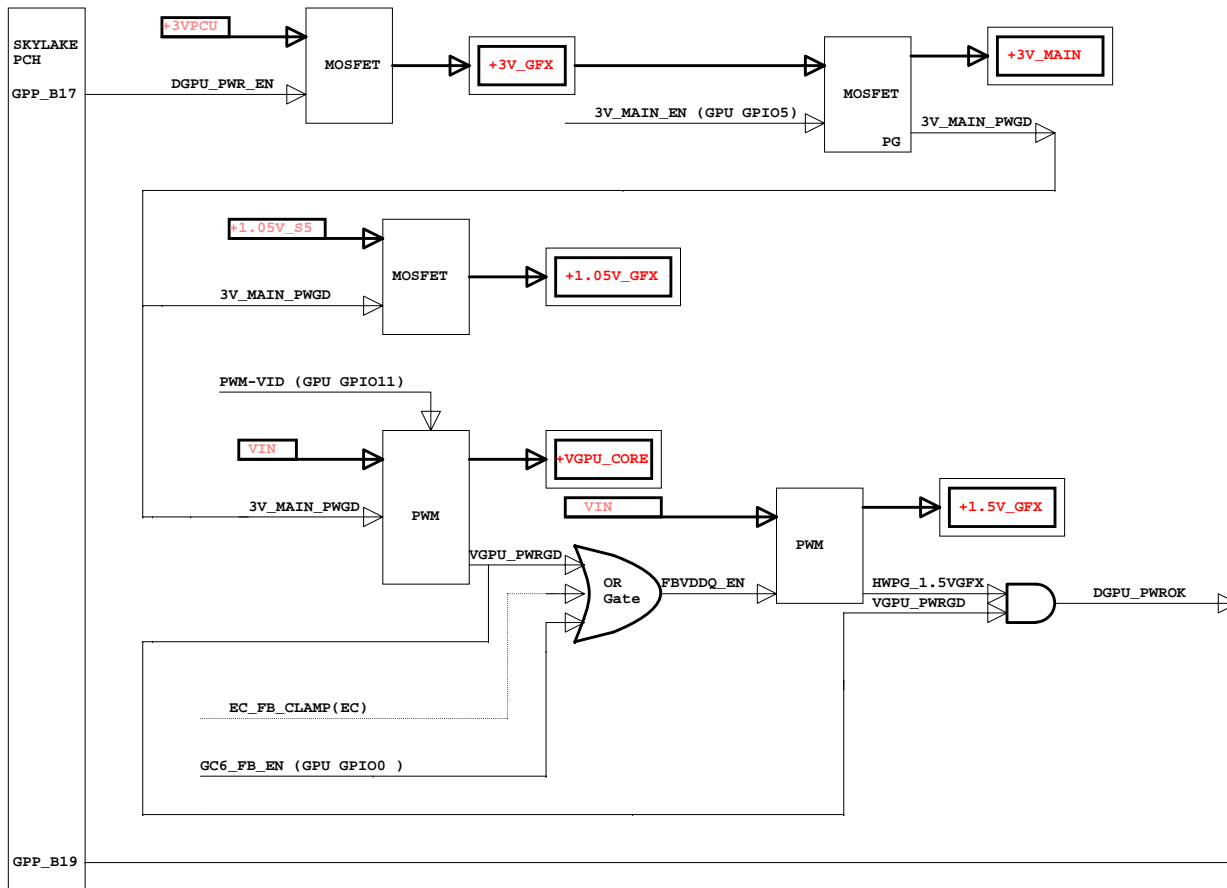 SKYLAKE
PCH
GPP_B17
+3VPCU
DGPU_PWR_EN
MOSFET
+3V_GFX
3V_MAIN_EN (GPU GPIO5)
MOSFET
PG
+3V_MAIN
3V_MAIN_PWGD
+1.05V_S5
3V_MAIN_PWGD
MOSFET
+1.05V_GFX
PWM-VID (GPU GPIO11)
VIN
3V_MAIN_PWGD
PWM
+VGPU_CORE
VGPU_PWRGD
OR
Gate
VIN
FBVDDQ_EN
PWM
+1.5V_GFX
HWPG_1.5VGFX
VGPU_PWRGD
DGPU_PWROK
EC_FB_CLAMP(EC)
GC6_FB_EN (GPU GPIO0 )
GPP_B19